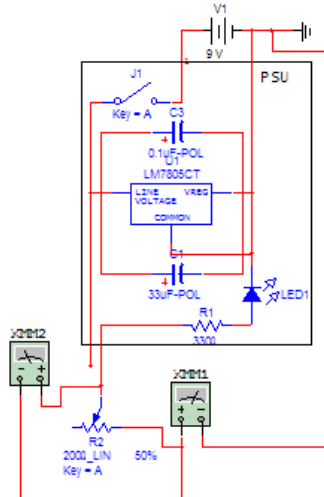 V1
9 V
PSU
J1
Key = A
C3
0.1uF-POL
U1
LM7805CT
LINE VREG
VOLTAGE
COMMON
C1
33uF-POL
LED1
R1
330Ω
XMM2
XMM1
R2
200Ω_LIN 50%
Key = A